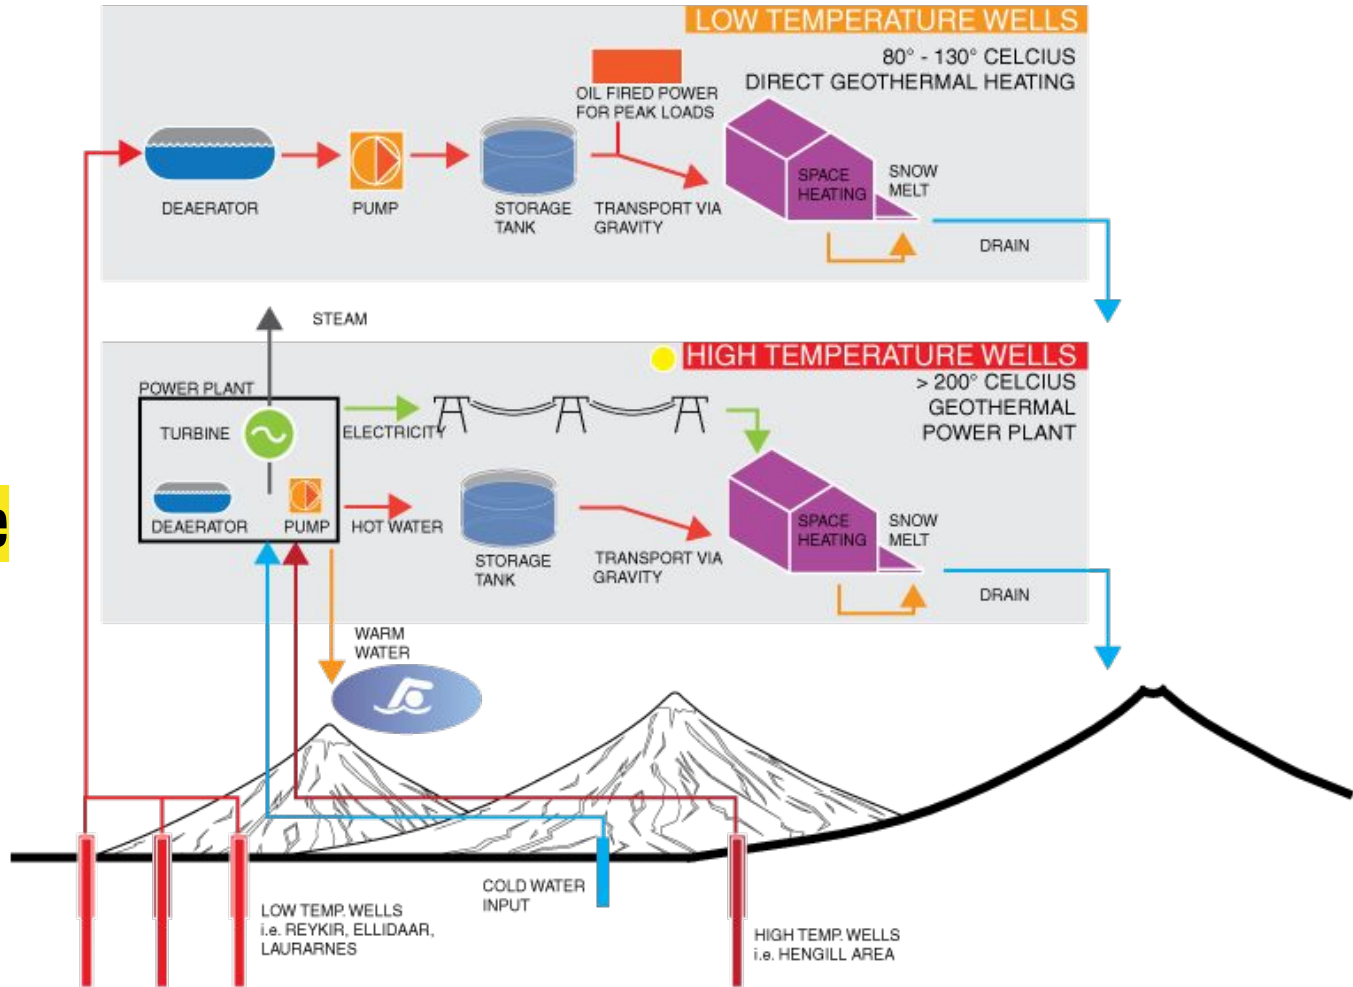 LOW TEMPERATURE WELLS
80° - 130° CELCIUS
DIRECT GEOTHERMAL HEATING
OIL FIRED POWER
FOR PEAK LOADS
SPACE
HEATING
SNOW
MELT
DEAERATOR
PUMP
STORAGE
TANK
TRANSPORT VIA
GRAVITY
DRAIN
STEAM
HIGH TEMPERATURE WELLS
> 200° CELCIUS
GEOTHERMAL
POWER PLANT
POWER PLANT
TURBINE
ELECTRICITY
DEAERATOR
PUMP
HOT WATER
STORAGE
TANK
TRANSPORT VIA
GRAVITY
SPACE
HEATING
SNOW
MELT
DRAIN
e
WARM
WATER
COLD WATER
INPUT
LOW TEMP. WELLS
i.e. REYKIR, ELLIDAAR,
LAURARNES
HIGH TEMP. WELLS
i.e. HENGILL AREA